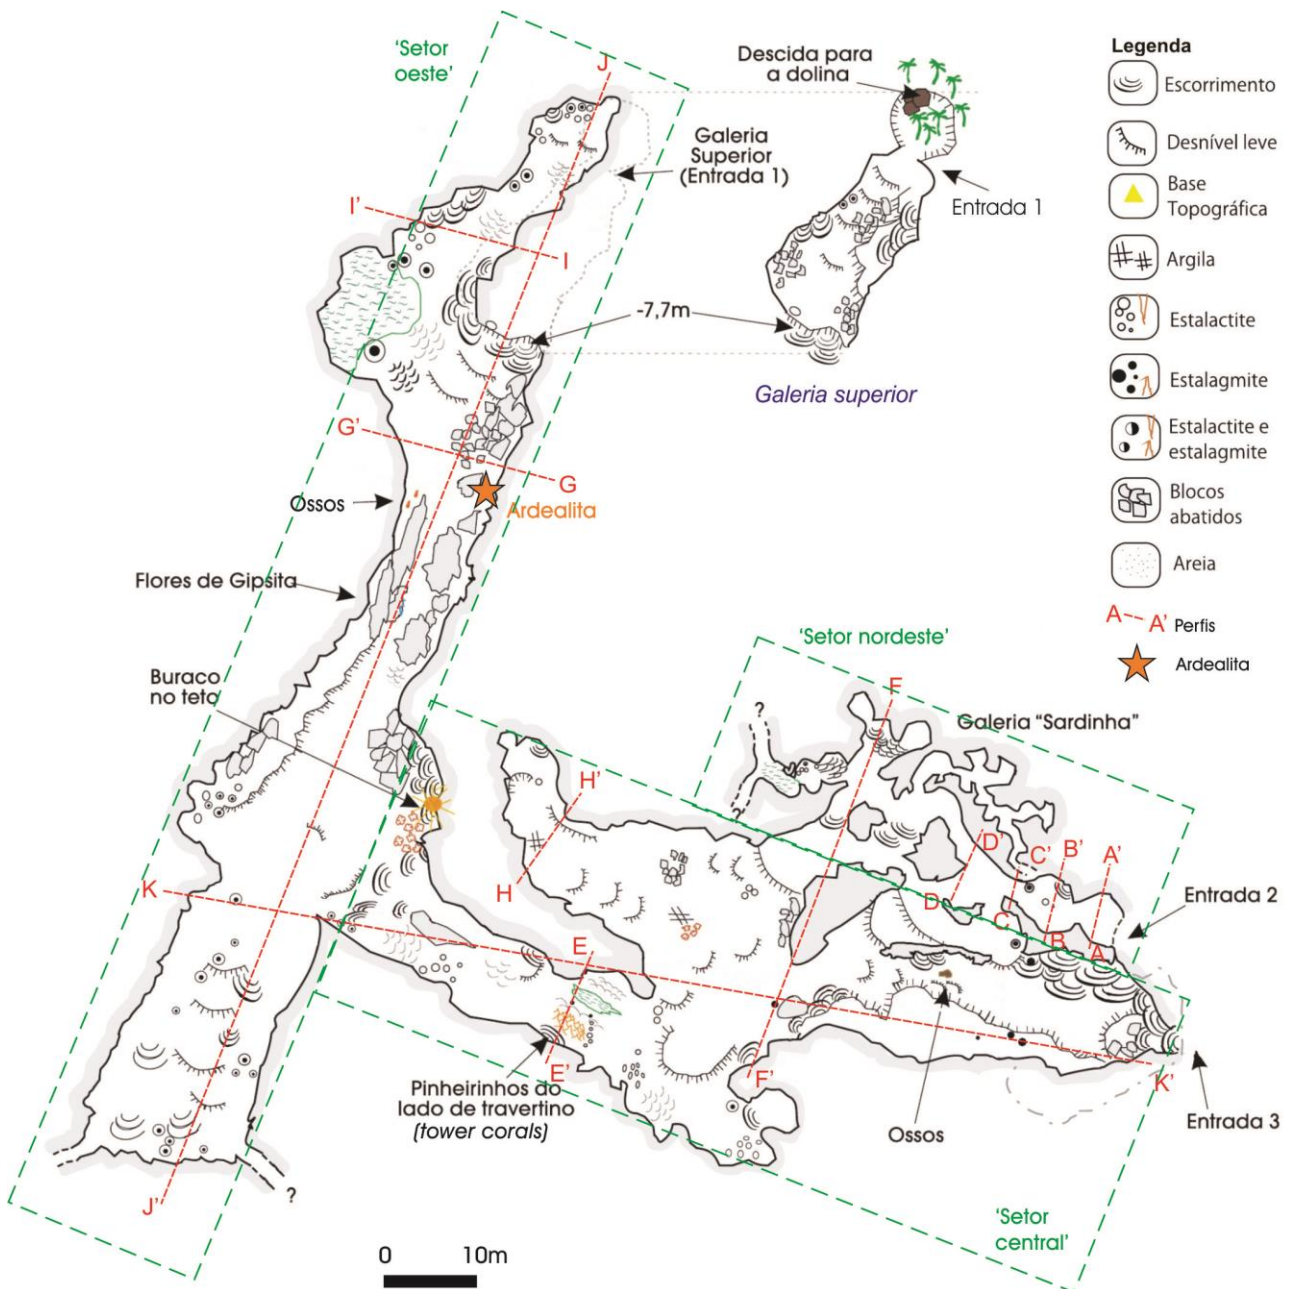 'Setor
oeste'
J
Descida para
a dolina
Galeria
Superior
(Entrada 1)
Entrada 1
I'
I
-7,7m
Galeria superior
G'
G
Ossos
Ardealita
Flores de Gipsita
Buraco
no teto
'Setor nordeste'
F
?
Galeria "Sardinha"
H'
?
D'
C'
B'
A'
K
H
D
C
B
A
Entrada 2
E
E'
F'
K'
Pinheirinhos do
lado de travertino
(tower corals)
Ossos
Entrada 3
J'
?
'Setor
central'
0 10m
Legenda
Escorrimento
Desnível leve
Base
Topográfica
Argila
Estalactite
Estalagmite
Estalactite e
estalagmite
Blocos
abatidos
Areia
A A' Perfis
Ardealita